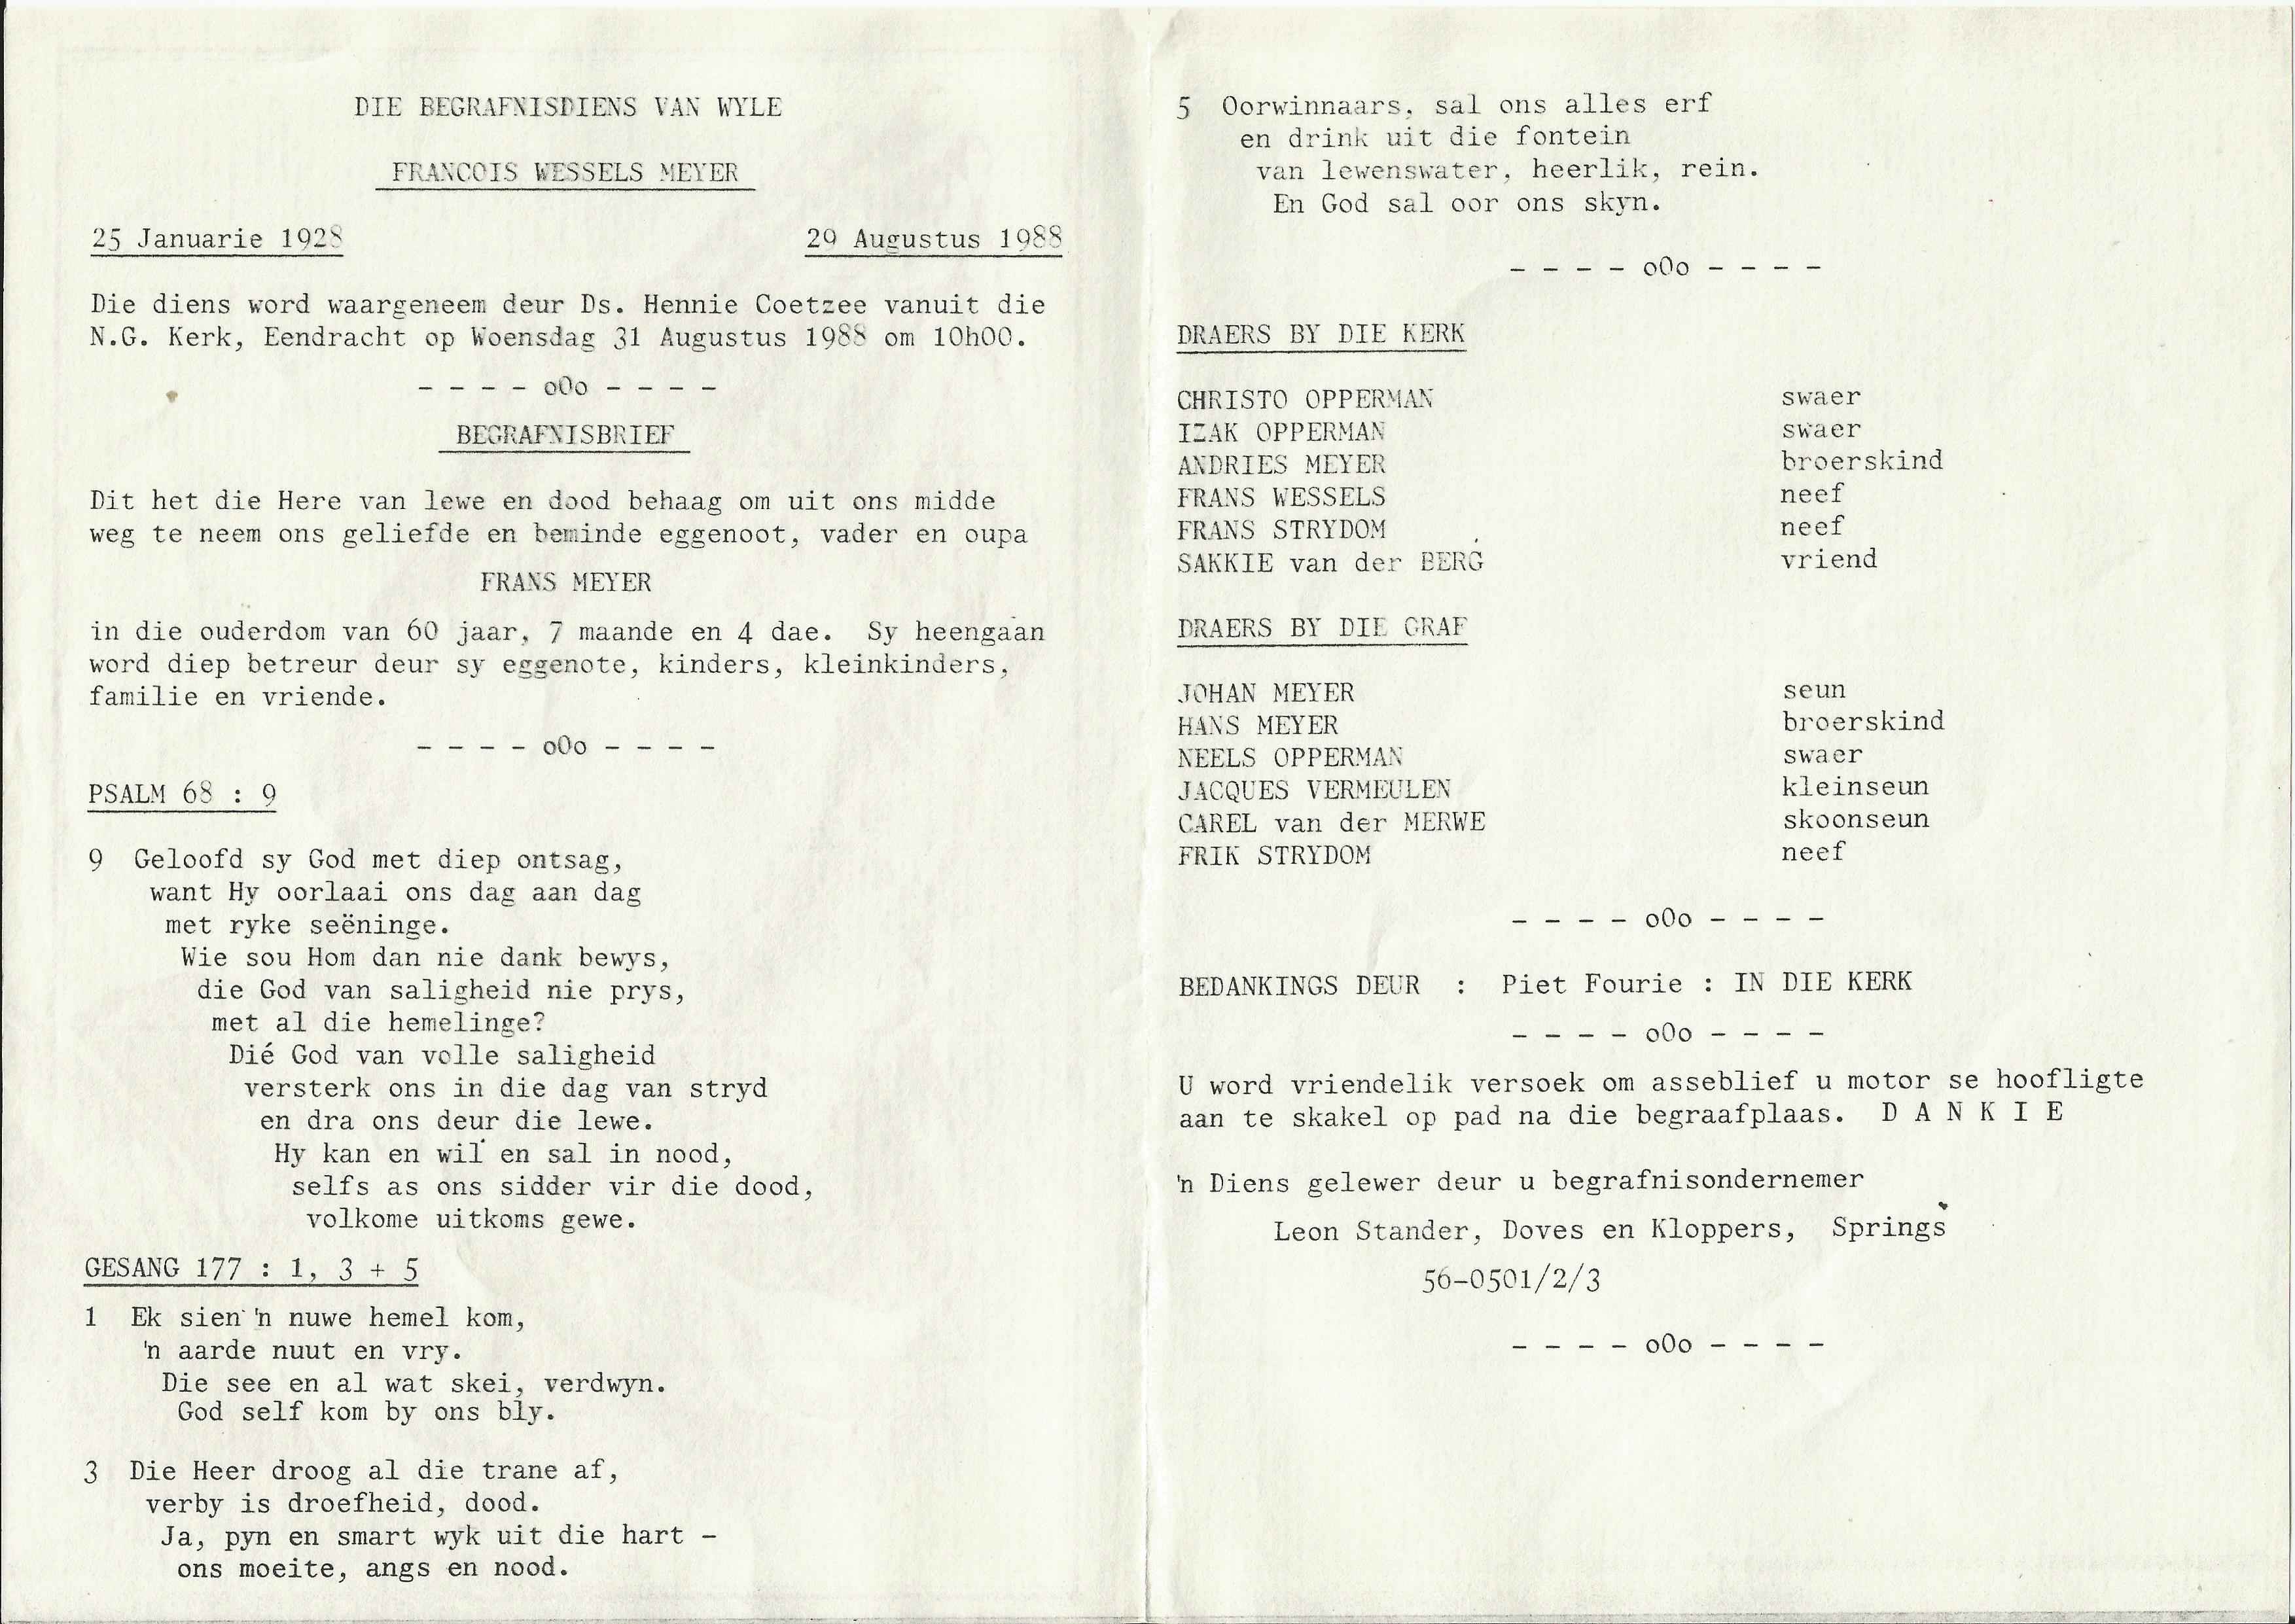 DIE BEGRAFNISDIENS VAN WYLE
FRANCOIS WESSELS MEYER
25 Januarie 1928 29 Augustus 1988
Die diens word waargeneem deur Ds. Hennie Coetzee vanuit die
N.G. Kerk, Eendracht op Woensdag 31 Augustus 1988 om 10h00.
- - - - oOo - - - -
BEGRAFNISBRIEF
Dit het die Here van lewe en dood behaag om uit ons midde
weg te neem ons geliefde en beminde eggenoot, vader en oupa
FRANS MEYER
in die ouderdom van 60 jaar, 7 maande en 4 dae. Sy heengaan
word diep betreur deur sy eggenote, kinders, kleinkinders,
familie en vriende.
- - - - oOo - - - -
PSALM 68 : 9
9 Geloofd sy God met diep ontsag,
want Hy oorlaai ons dag aan dag
met ryke seëninge.
Wie sou Hom dan nie dank bewys,
die God van saligheid nie prys,
met al die hemelinge?
Dié God van volle saligheid
versterk ons in die dag van stryd
en dra ons deur die lewe.
Hy kan en wil en sal in nood,
selfs as ons sidder vir die dood,
volkome uitkoms gewe.
GESANG 177 : 1, 3 + 5
1 Ek sien 'n nuwe hemel kom,
'n aarde nuut en vry.
Die see en al wat skei, verdwyn.
God self kom by ons bly.
3 Die Heer droog al die trane af,
verby is droefheid, dood.
Ja, pyn en smart wyk uit die hart -
ons moeite, angs en nood.
5 Oorwinnaars, sal ons alles erf
en drink uit die fontein
van lewenswater, heerlik, rein.
En God sal oor ons skyn.
- - - - oOo - - - -
DRAERS BY DIE KERK
CHRISTO OPPERMAN swaer
IZAK OPPERMAN swaer
ANDRIES MEYER broerskind
FRANS WESSELS neef
FRANS STRYDOM neef
SAKKIE van der BERG vriend
DRAERS BY DIE GRAF
JOHAN MEYER seun
HANS MEYER broerskind
NEELS OPPERMAN swaer
JACQUES VERMEULEN kleinseun
CAREL van der MERWE skoonseun
FRIK STRYDOM neef
- - - - oOo - - - -
BEDANKINGS DEUR : Piet Fourie : IN DIE KERK
- - - - oOo - - - -
U word vriendelik versoek om asseblief u motor se hoofligte
aan te skakel op pad na die begraafplaas. D A N K I E
'n Diens gelewer deur u begrafnisondernemer
Leon Stander, Doves en Kloppers, Springs
56-0501/2/3
- - - - oOo - - - -